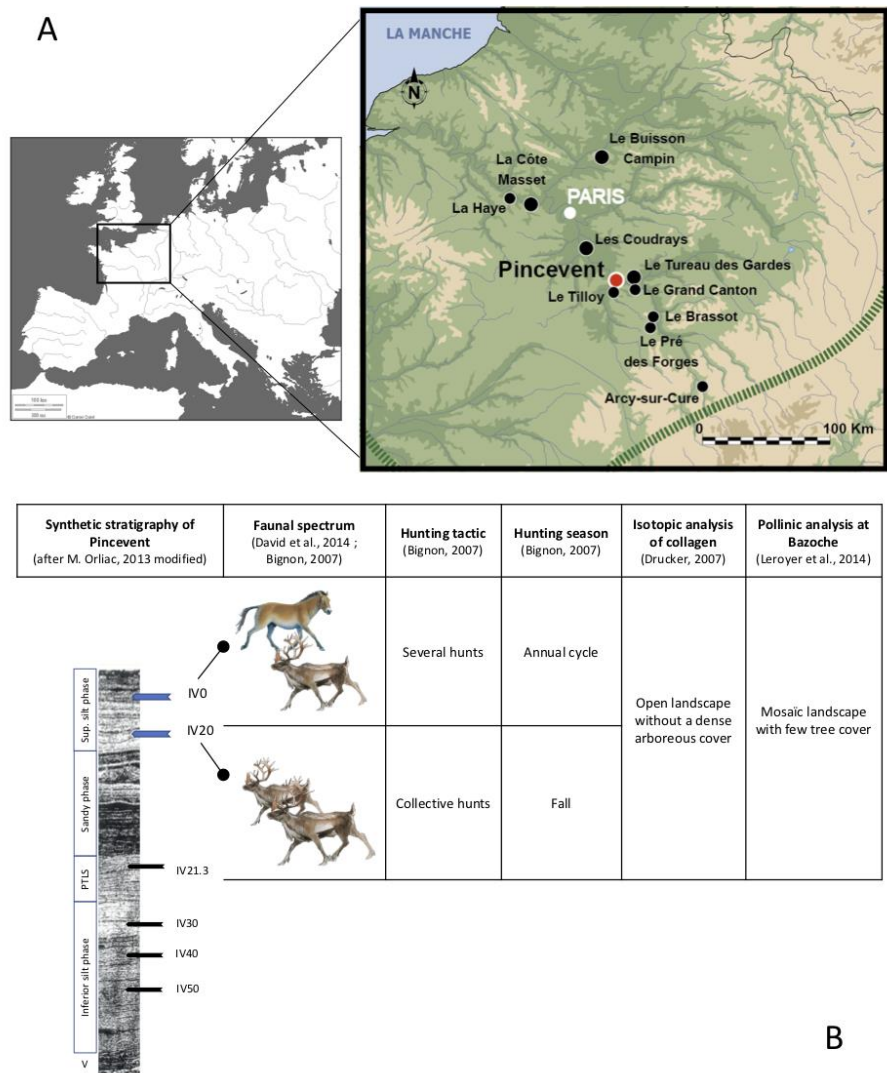 A
LA MANCHE
N
Le Buisson
Campin
La Côte
Masset
PARIS
La Haye
Les Coudrays
Pincevent
Le Tureau des Gardes
Le Tilloy
Le Grand Canton
Le Brassot
Le Pré
des Forges
Arcy-sur-Cure
0
100 Km
Synthetic stratigraphy of
Pincevent
(after M. Orliac, 2013 modified)
Faunal spectrum
(David et al., 2014 ;
Bignon, 2007)
Hunting tactic
(Bignon, 2007)
Hunting season
(Bignon, 2007)
Isotopic analysis
of collagen
(Drucker, 2007)
Pollinic analysis at
Bazoche
(Leroyer et al., 2014)
Several hunts
Annual cycle
Open landscape
without a dense
arboreous cover
Mosaïc landscape
with few tree cover
Collective hunts
Fall
Sup. silt phase
Sandy phase
PTLS
Inferior silt phase
V
IV0
IV20
IV21.3
IV30
IV40
IV50
B